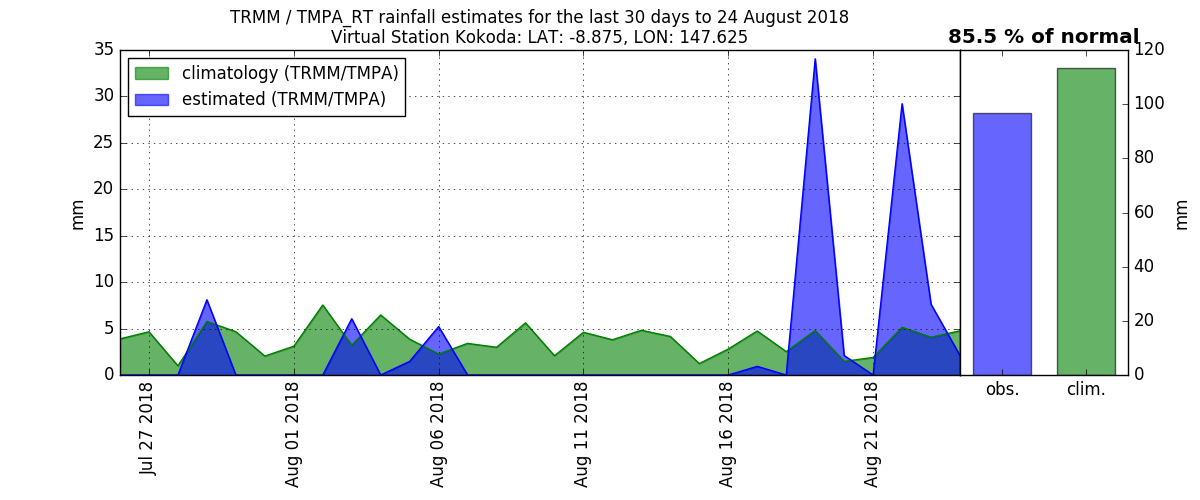 TRMM / TMPA_RT rainfall estimates for the last 30 days to 24 August 2018
Virtual Station Kokoda: LAT: -8.875, LON: 147.625
85.5 % of normal
climatology (TRMM/TMPA)
estimated (TRMM/TMPA)
mm
35
30
25
20
15
10
5
0
Jul 27 2018
Aug 01 2018
Aug 06 2018
Aug 11 2018
Aug 16 2018
Aug 21 2018
obs.
clim.
120
100
80
60
40
20
0
mm